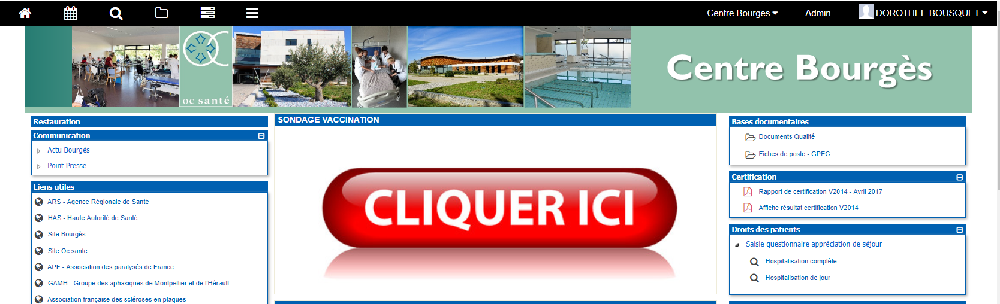 Centre Bourges
Admin
DOROTHEE BOUSQUET
oc santé
Centre Bourgès
Restauration
Communication
Actu Bourgès
Point Presse
Liens utiles
ARS - Agence Régionale de Santé
HAS - Haute Autorité de Santé
Site Bourgès
Site Oc sante
APF - Association des paralysés de France
GAMH - Groupe des aphasiques de Montpellier et de l'Hérault
Association française des scléroses en plaques
SONDAGE VACCINATION
CLIQUER ICI
Bases documentaires
Documents Qualité
Fiches de poste - GPEC
Certification
Rapport de certification V2014 - Avril 2017
Affiche résultat certification V2014
Droits des patients
Saisie questionnaire appréciation de séjour
Hospitalisation complète
Hospitalisation de jour